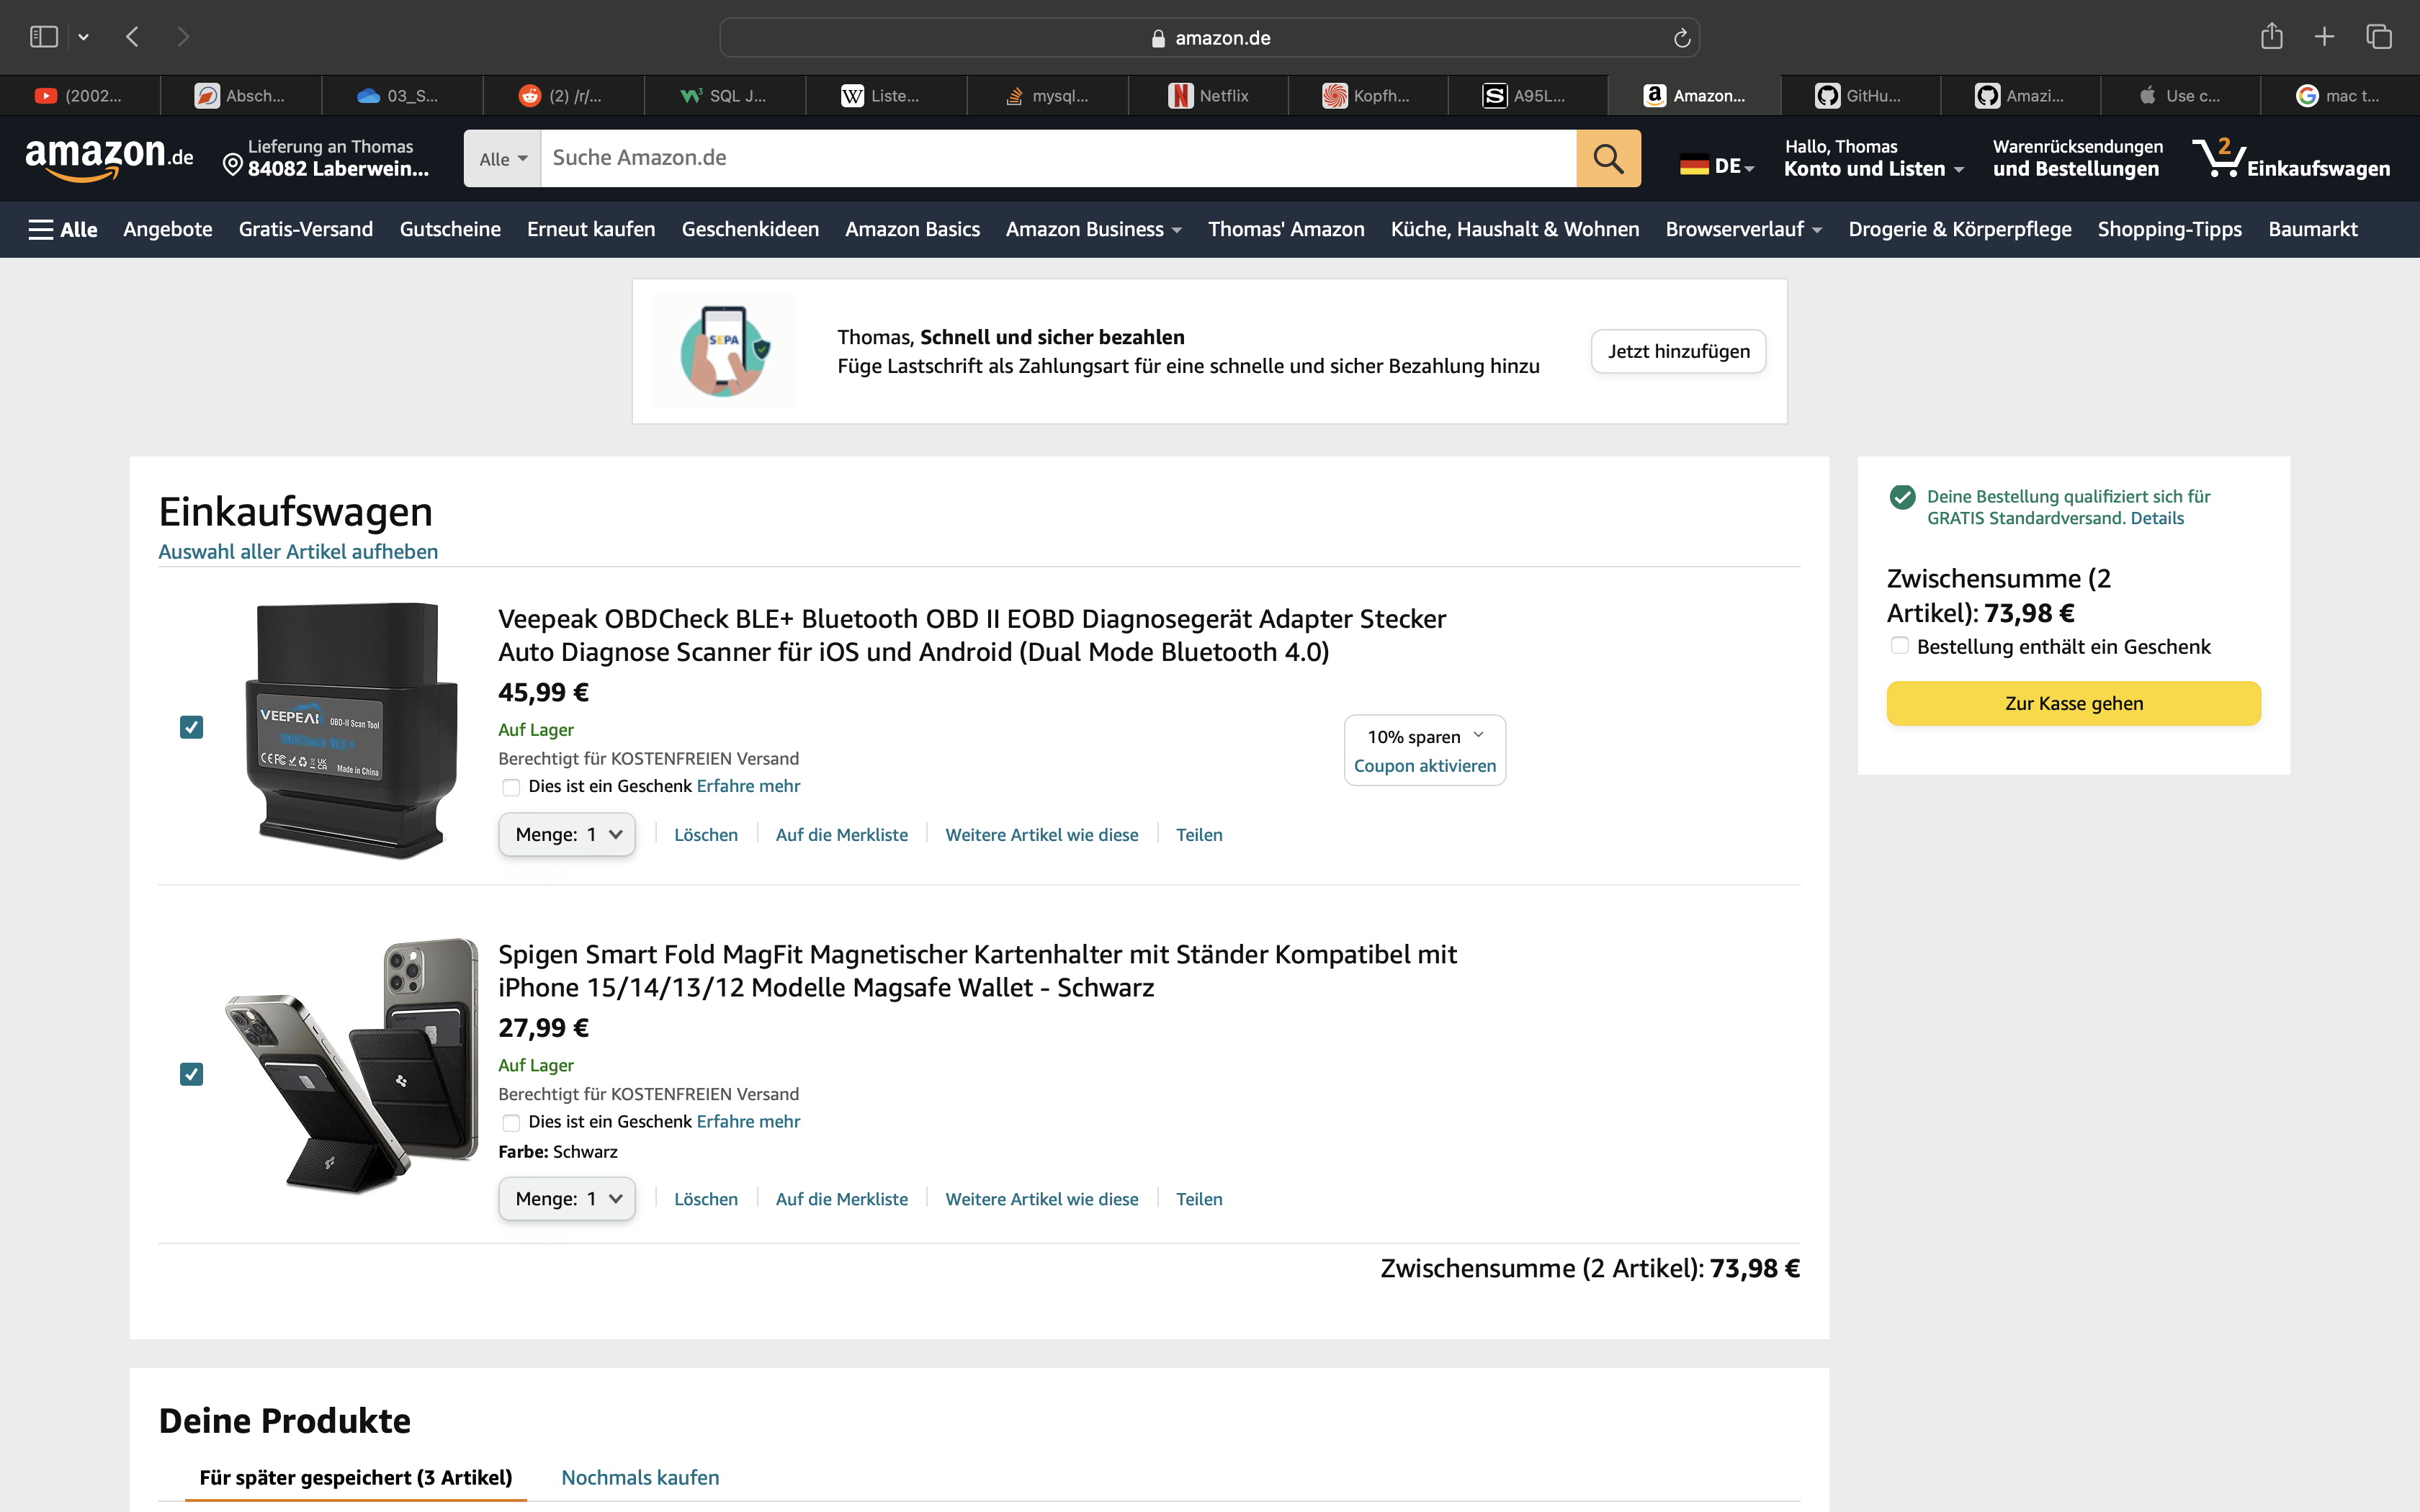 amazon.de
(2002...
Absch...
03_S...
(2) /r/...
SQL J...
Liste...
mysql...
Netflix
Kopfh...
A95L...
Amazon...
GitHu...
Amazi...
Use c...
mac t...
amazon.de
Lieferung an Thomas
84082 Laberwein...
Alle
Suche Amazon.de
DE
Hallo, Thomas
Konto und Listen
Warenrücksendungen
und Bestellungen
2
Einkaufswagen
Alle
Angebote
Gratis-Versand
Gutscheine
Erneut kaufen
Geschenkideen
Amazon Basics
Amazon Business
Thomas' Amazon
Küche, Haushalt & Wohnen
Browserverlauf
Drogerie & Körperpflege
Shopping-Tipps
Baumarkt
SEPA
Thomas, Schnell und sicher bezahlen
Füge Lastschrift als Zahlungsart für eine schnelle und sicher Bezahlung hinzu
Jetzt hinzufügen
Einkaufswagen
Auswahl aller Artikel aufheben
VEEPEAK OBD-II Scan Tool
OBDCheck BLE+
Made in China
Veepeak OBDCheck BLE+ Bluetooth OBD II EOBD Diagnosegerät Adapter Stecker
Auto Diagnose Scanner für iOS und Android (Dual Mode Bluetooth 4.0)
45,99 €
Auf Lager
Berechtigt für KOSTENFREIEN Versand
Dies ist ein Geschenk Erfahre mehr
Menge: 1
Löschen
Auf die Merkliste
Weitere Artikel wie diese
Teilen
10% sparen
Coupon aktivieren
Spigen Smart Fold MagFit Magnetischer Kartenhalter mit Ständer Kompatibel mit
iPhone 15/14/13/12 Modelle Magsafe Wallet - Schwarz
27,99 €
Auf Lager
Berechtigt für KOSTENFREIEN Versand
Dies ist ein Geschenk Erfahre mehr
Farbe: Schwarz
Menge: 1
Löschen
Auf die Merkliste
Weitere Artikel wie diese
Teilen
Zwischensumme (2 Artikel): 73,98 €
Deine Bestellung qualifiziert sich für
GRATIS Standardversand. Details
Zwischensumme (2
Artikel): 73,98 €
Bestellung enthält ein Geschenk
Zur Kasse gehen
Deine Produkte
Für später gespeichert (3 Artikel)
Nochmals kaufen